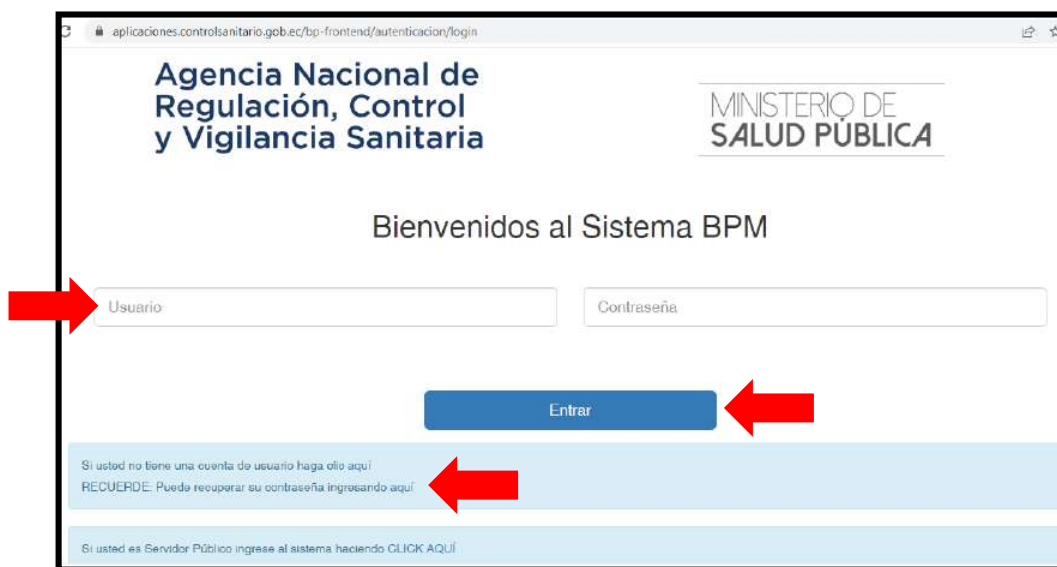 aplicaciones.controlsanitario.gob.ec/bp-frontend/autenticacion/login
Agencia Nacional de
Regulación, Control
y Vigilancia Sanitaria
MINISTERIO DE
SALUD PÚBLICA
Bienvenidos al Sistema BPM
Usuario
Contraseña
Entrar
Si usted no tiene una cuenta de usuario haga clic aquí
RECUERDE: Puede recuperar su contraseña ingresando aquí
Si usted es Servidor Público ingrese al sistema haciendo CLICK AQUÍ